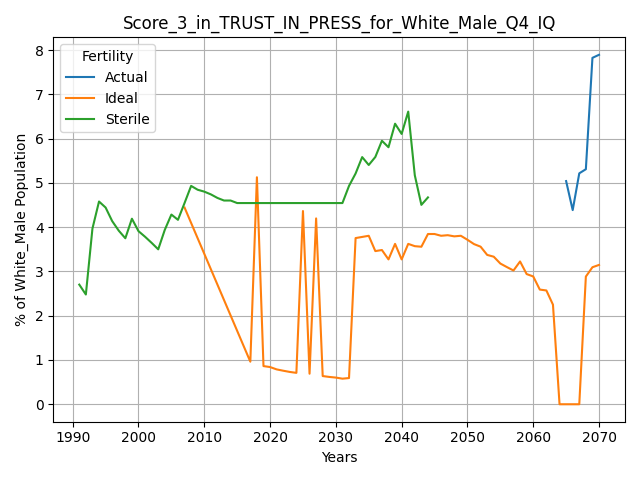 Score_3_in_TRUST_IN_PRESS_for_White_Male_Q4_IQ
Fertility
Actual
Ideal
Sterile
% of White_Male Population
8
7
6
5
4
3
2
1
0
1990 2000 2010 2020 2030 2040 2050 2060 2070
Years